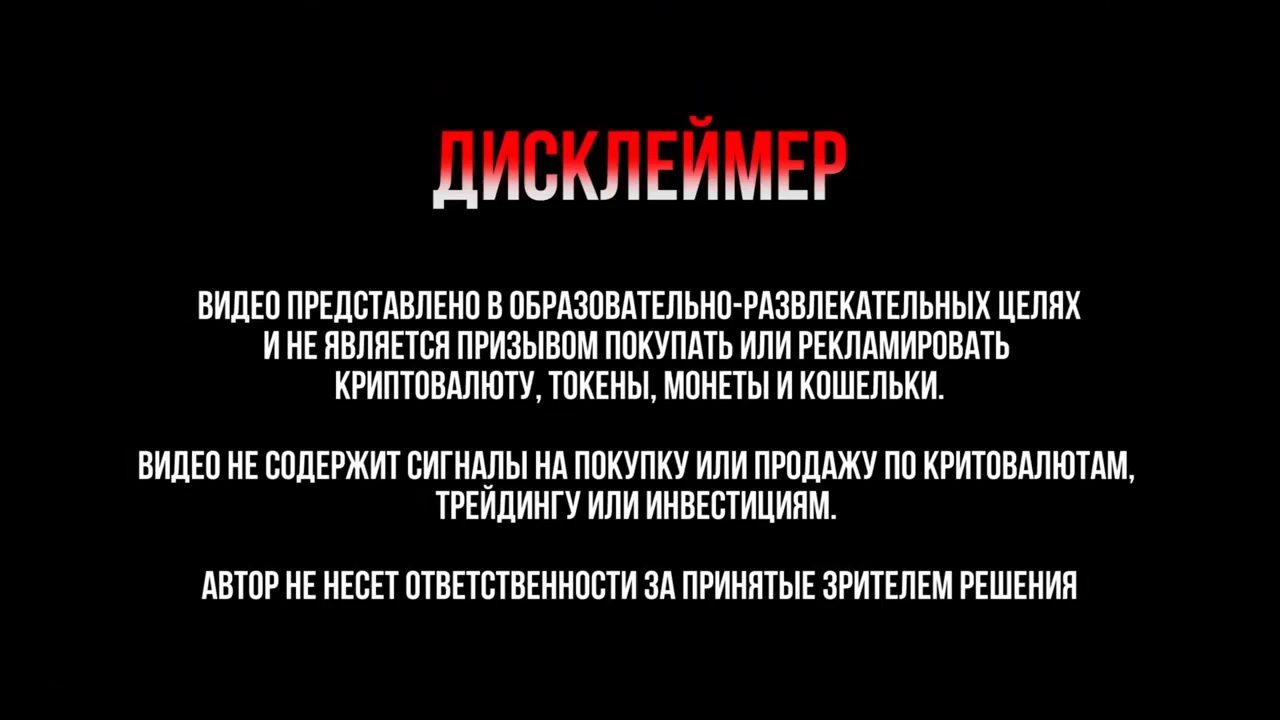 ДИСКЛЕЙМЕР
ВИДЕО ПРЕДСТАВЛЕНО В ОБРАЗОВАТЕЛЬНО-РАЗВЛЕКАТЕЛЬНЫХ ЦЕЛЯХ
И НЕ ЯВЛЯЕТСЯ ПРИЗЫВОМ ПОКУПАТЬ ИЛИ РЕКЛАМИРОВАТЬ
КРИПТОВАЛЮТУ, ТОКЕНЫ, МОНЕТЫ И КОШЕЛЬКИ.
ВИДЕО НЕ СОДЕРЖИТ СИГНАЛЫ НА ПОКУПКУ ИЛИ ПРОДАЖУ ПО КРИТОВАЛЮТАМ,
ТРЕЙДИНГУ ИЛИ ИНВЕСТИЦИЯМ.
АВТОР НЕ НЕСЕТ ОТВЕТСТВЕННОСТИ ЗА ПРИНЯТЫЕ ЗРИТЕЛЕМ РЕШЕНИЯ